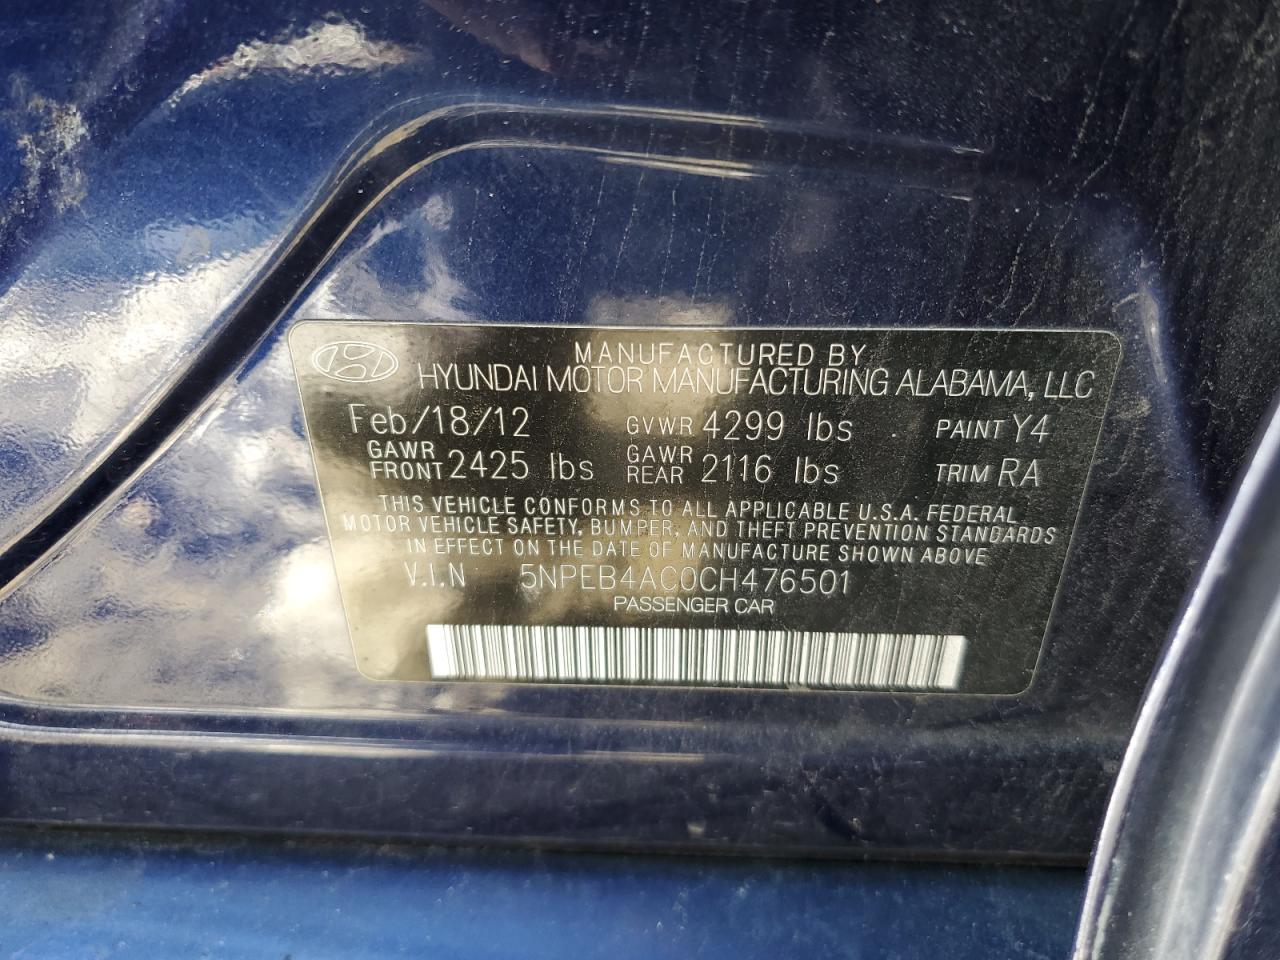 MANUFACTURED BY
HYUNDAI MOTOR MANUFACTURING ALABAMA, LLC
Feb/18/12 GVWR 4299 lbs PAINT Y4
GAWR FRONT 2425 lbs GAWR REAR 2116 lbs TRIM RA
THIS VEHICLE CONFORMS TO ALL APPLICABLE U.S.A. FEDERAL
MOTOR VEHICLE SAFETY, BUMPER, AND THEFT PREVENTION STANDARDS
IN EFFECT ON THE DATE OF MANUFACTURE SHOWN ABOVE
V.I.N 5NPEB4AC0CH476501
PASSENGER CAR